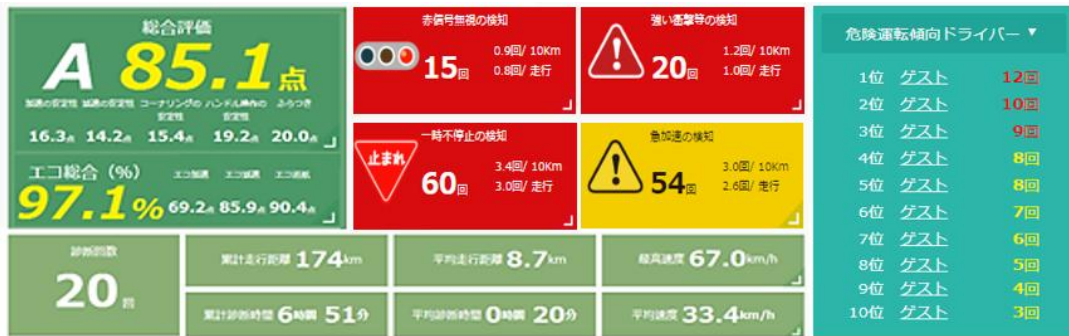 総合評価
A 85.1点
加速の安定性 減速の安定性 コーナリングの安定性 ハンドル操作の安定性 ふらつき
16.3点 14.2点 15.4点 19.2点 20.0点
エコ総合（%） エコ加速 エコ減速
97.1% 69.2点 85.9点 90.4点
赤信号無視の検知
15回
0.9回/ 10Km
0.8回/ 走行
強い衝撃等の検知
20回
1.2回/ 10Km
1.0回/ 走行
一時不停止の検知
止まれ
60回
3.4回/ 10Km
3.0回/ 走行
急加速の検知
54回
3.0回/ 10Km
2.6回/ 走行
診断回数
20回
累計走行距離 174km
平均走行距離 8.7km
最高速度 67.0km/h
累計診断時間 6時間 51分
平均診断時間 0時間 20分
平均速度 33.4km/h
危険運転傾向ドライバー ▼
1位 ゲスト 12回
2位 ゲスト 10回
3位 ゲスト 9回
4位 ゲスト 8回
5位 ゲスト 8回
6位 ゲスト 7回
7位 ゲスト 6回
8位 ゲスト 5回
9位 ゲスト 4回
10位 ゲスト 3回